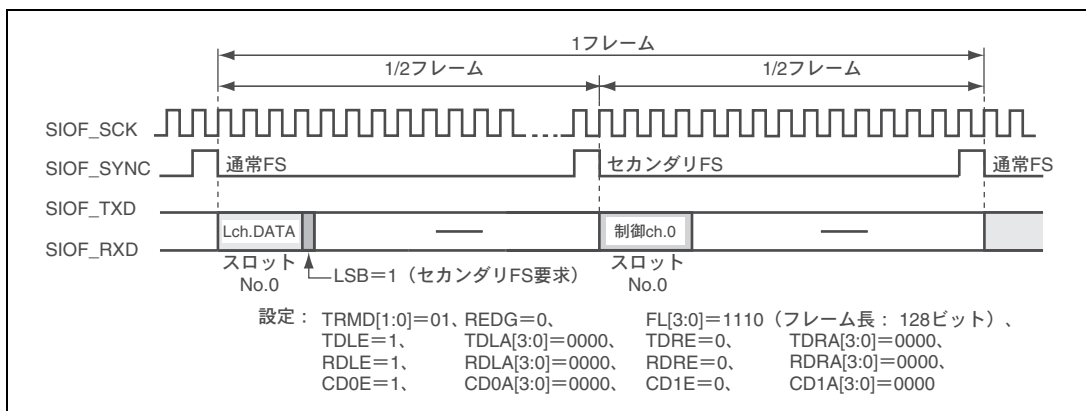 1フレーム
1/2フレーム 1/2フレーム
SIOF_SCK
SIOF_SYNC 通常FS セカンダリFS 通常FS
SIOF_TXD
Lch.DATA 制御ch.0
SIOF_RXD
スロット No.0 LSB=1（セカンダリFS要求） スロット No.0
設定： TRMD[1:0]=01、REDG=0、 FL[3:0]=1110（フレーム長：128ビット）、
TDLE=1、 TDLA[3:0]=0000、 TDRE=0、 TDRA[3:0]=0000、
RDLE=1、 RDLA[3:0]=0000、 RDRE=0、 RDRA[3:0]=0000、
CD0E=1、 CD0A[3:0]=0000、 CD1E=0、 CD1A[3:0]=0000